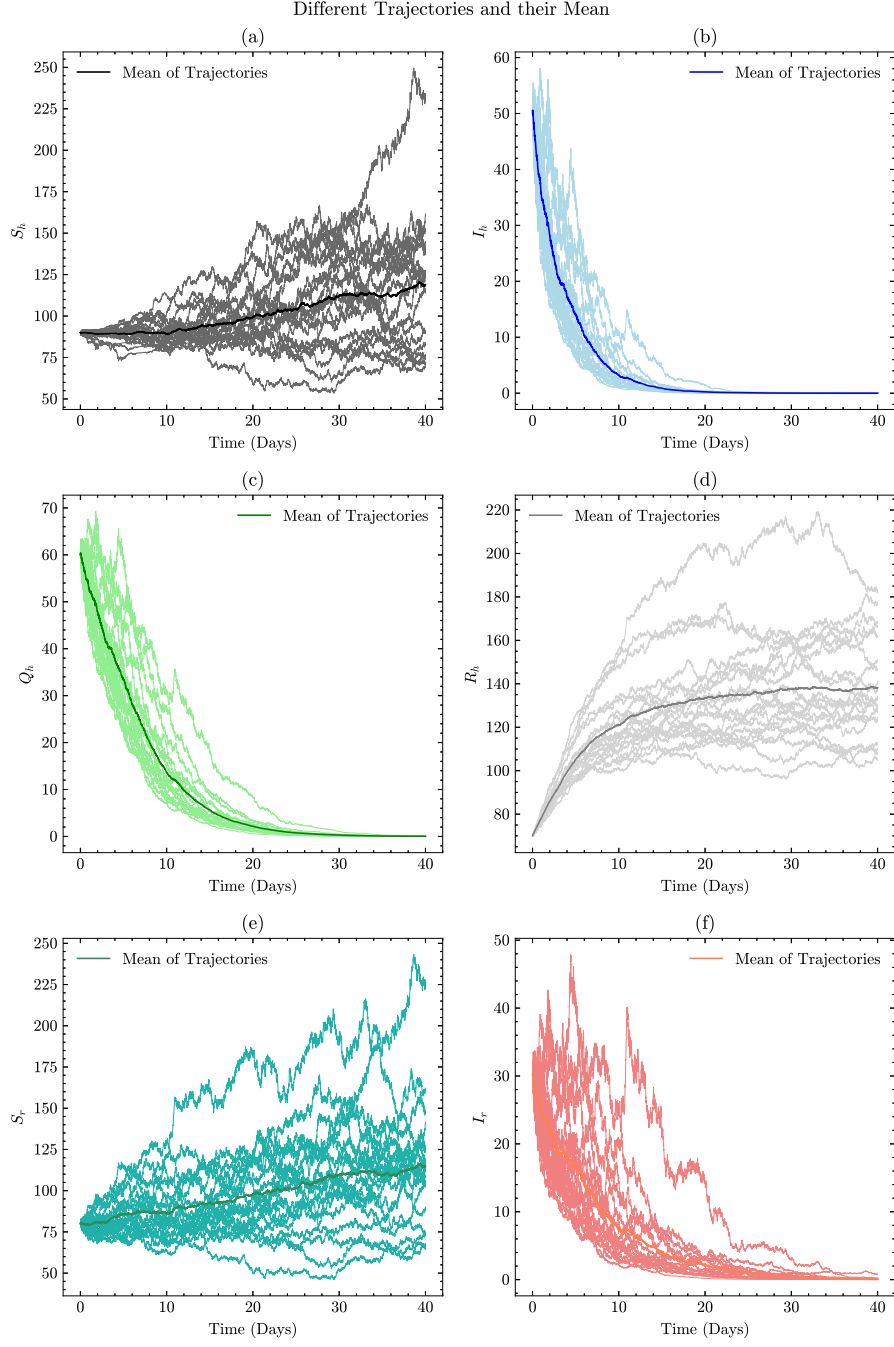 Different Trajectories and their Mean
(a)
Mean of Trajectories
250
225
200
175
150
125
100
75
50
S_h
0 10 20 30 40
Time (Days)
(b)
Mean of Trajectories
60
50
40
30
20
10
0
I_h
0 10 20 30 40
Time (Days)
(c)
Mean of Trajectories
70
60
50
40
30
20
10
0
Q_h
0 10 20 30 40
Time (Days)
(d)
Mean of Trajectories
220
200
180
160
140
120
100
80
R_h
0 10 20 30 40
Time (Days)
(e)
Mean of Trajectories
250
225
200
175
150
125
100
75
50
S_r
0 10 20 30 40
Time (Days)
(f)
Mean of Trajectories
50
40
30
20
10
0
I_r
0 10 20 30 40
Time (Days)